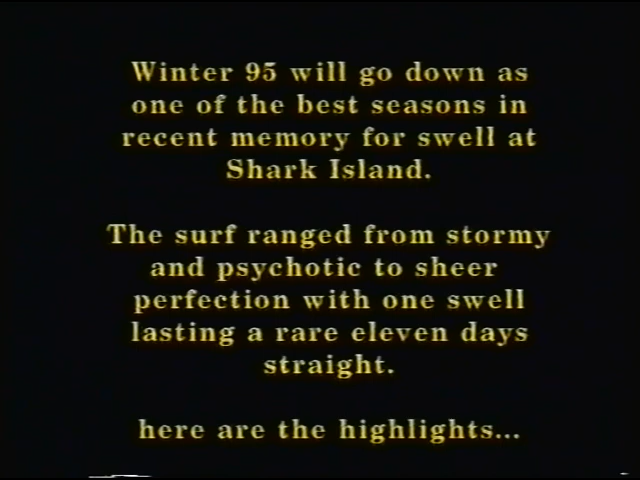 Winter 95 will go down as
one of the best seasons in
recent memory for swell at
Shark Island.
The surf ranged from stormy
and psychotic to sheer
perfection with one swell
lasting a rare eleven days
straight.
here are the highlights...